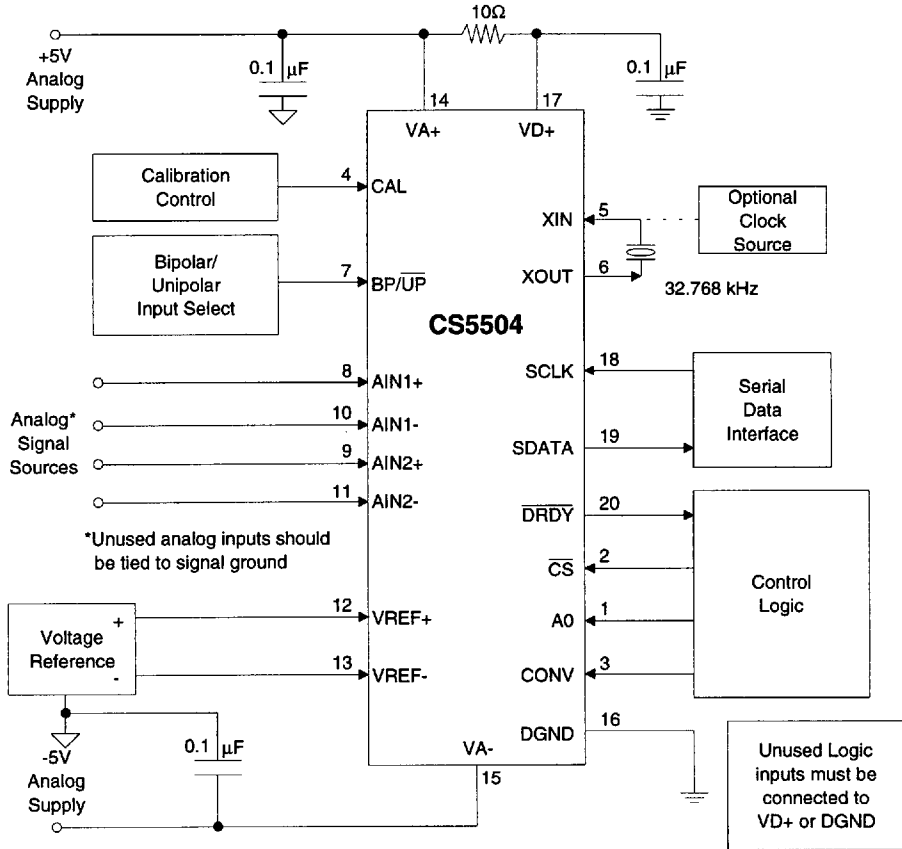 10Ω
+5V
Analog
Supply
0.1 µF
0.1 µF
14
17
VA+
VD+
Calibration
Control
4
CAL
XIN
5
Optional
Clock
Source
Bipolar/
Unipolar
Input Select
7
BP/UP
XOUT
6
32.768 kHz
CS5504
8
AIN1+
SCLK
18
Serial
Data
Interface
Analog*
Signal
Sources
10
AIN1-
9
AIN2+
SDATA
19
11
AIN2-
DRDY
20
*Unused analog inputs should
be tied to signal ground
CS
2
Control
Logic
12
VREF+
A0
1
Voltage
Reference
+
-
13
VREF-
CONV
3
DGND
16
-5V
Analog
Supply
0.1 µF
VA-
15
Unused Logic
inputs must be
connected to
VD+ or DGND